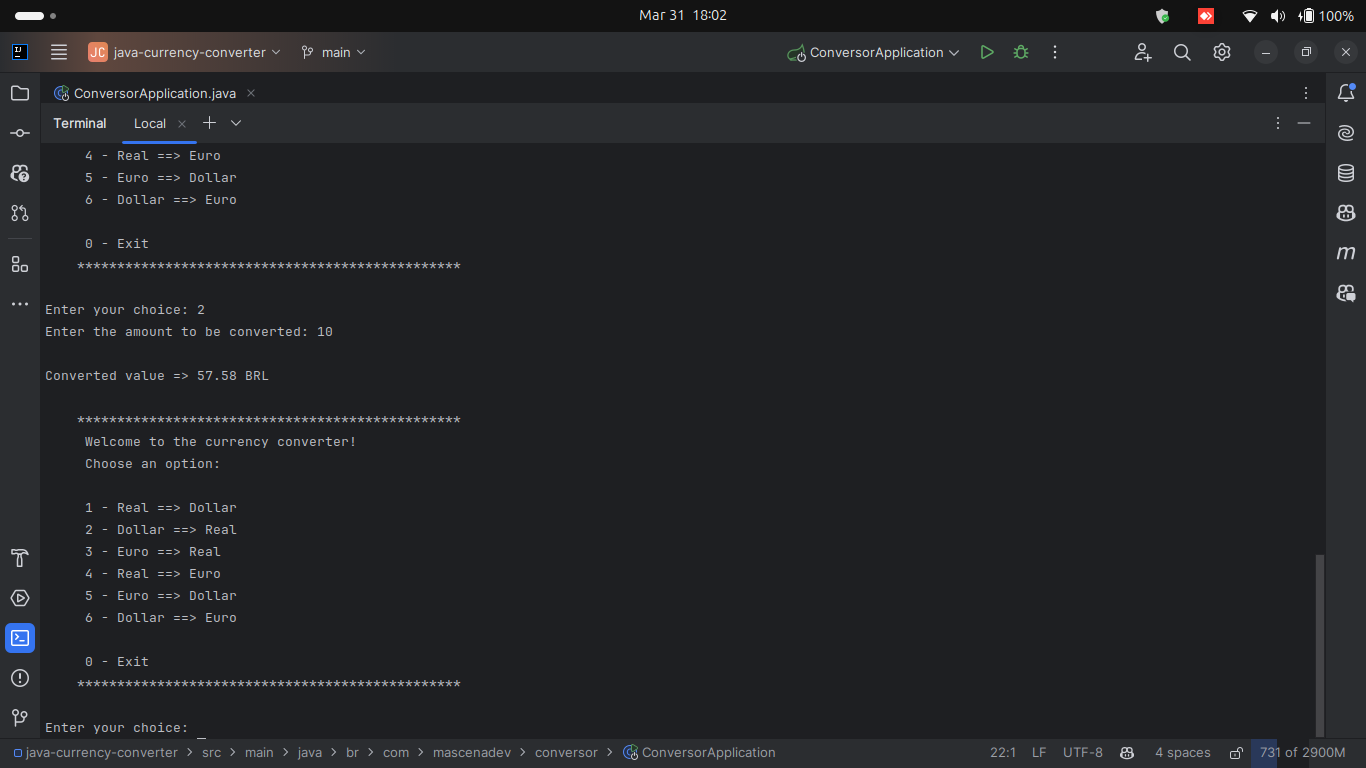 Mar 31 18:02
100%
JC java-currency-converter main ConversorApplication
ConversorApplication.java
Terminal Local
4 - Real ==> Euro
5 - Euro ==> Dollar
6 - Dollar ==> Euro
0 - Exit
************************************************
Enter your choice: 2
Enter the amount to be converted: 10
Converted value => 57.58 BRL
************************************************
Welcome to the currency converter!
Choose an option:
1 - Real ==> Dollar
2 - Dollar ==> Real
3 - Euro ==> Real
4 - Real ==> Euro
5 - Euro ==> Dollar
6 - Dollar ==> Euro
0 - Exit
************************************************
Enter your choice:
java-currency-converter > src > main > java > br > com > mascenadev > conversor > ConversorApplication 22:1 LF UTF-8 4 spaces 731 of 2900M